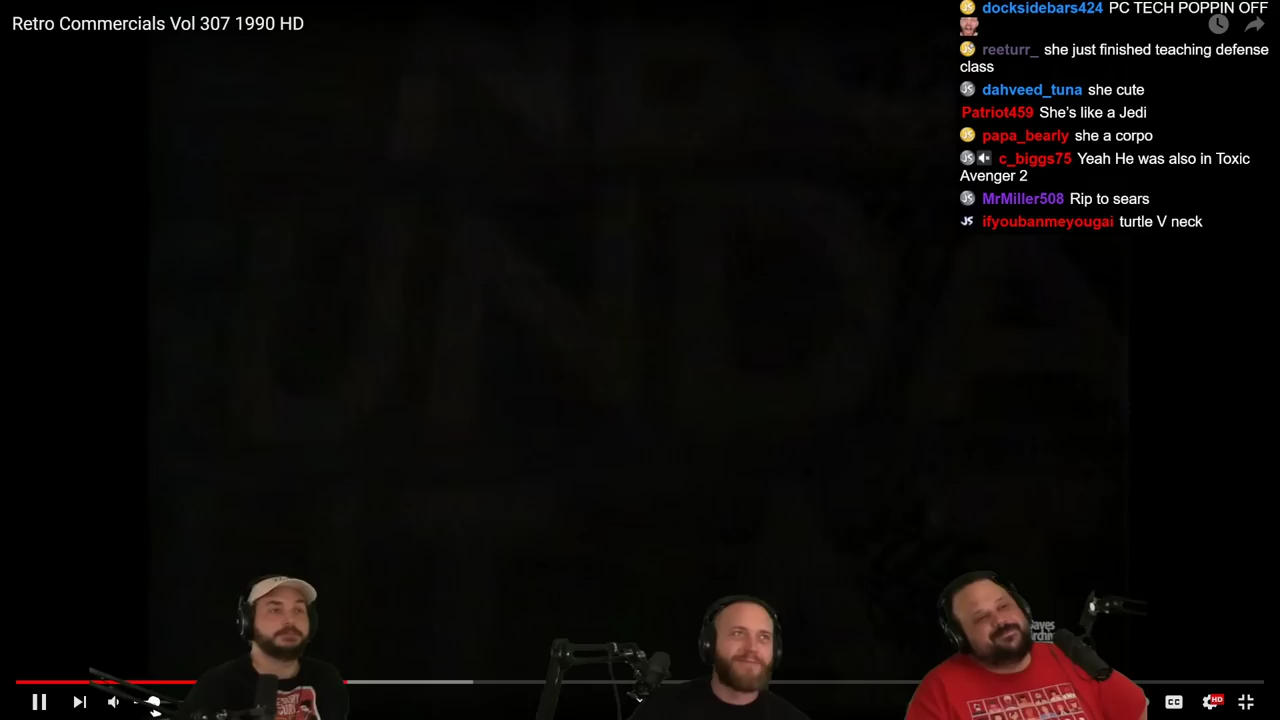 Retro Commercials Vol 307 1990 HD
docksidebars424 PC TECH POPPIN OFF
reeturr_ she just finished teaching defense
class
dahveed_tuna she cute
Patriot459 She's like a Jedi
papa_bearly she a corpo
c_biggs75 Yeah He was also in Toxic
Avenger 2
MrMiller508 Rip to sears
ifyoubanmeyougai turtle V neck
CC
HD